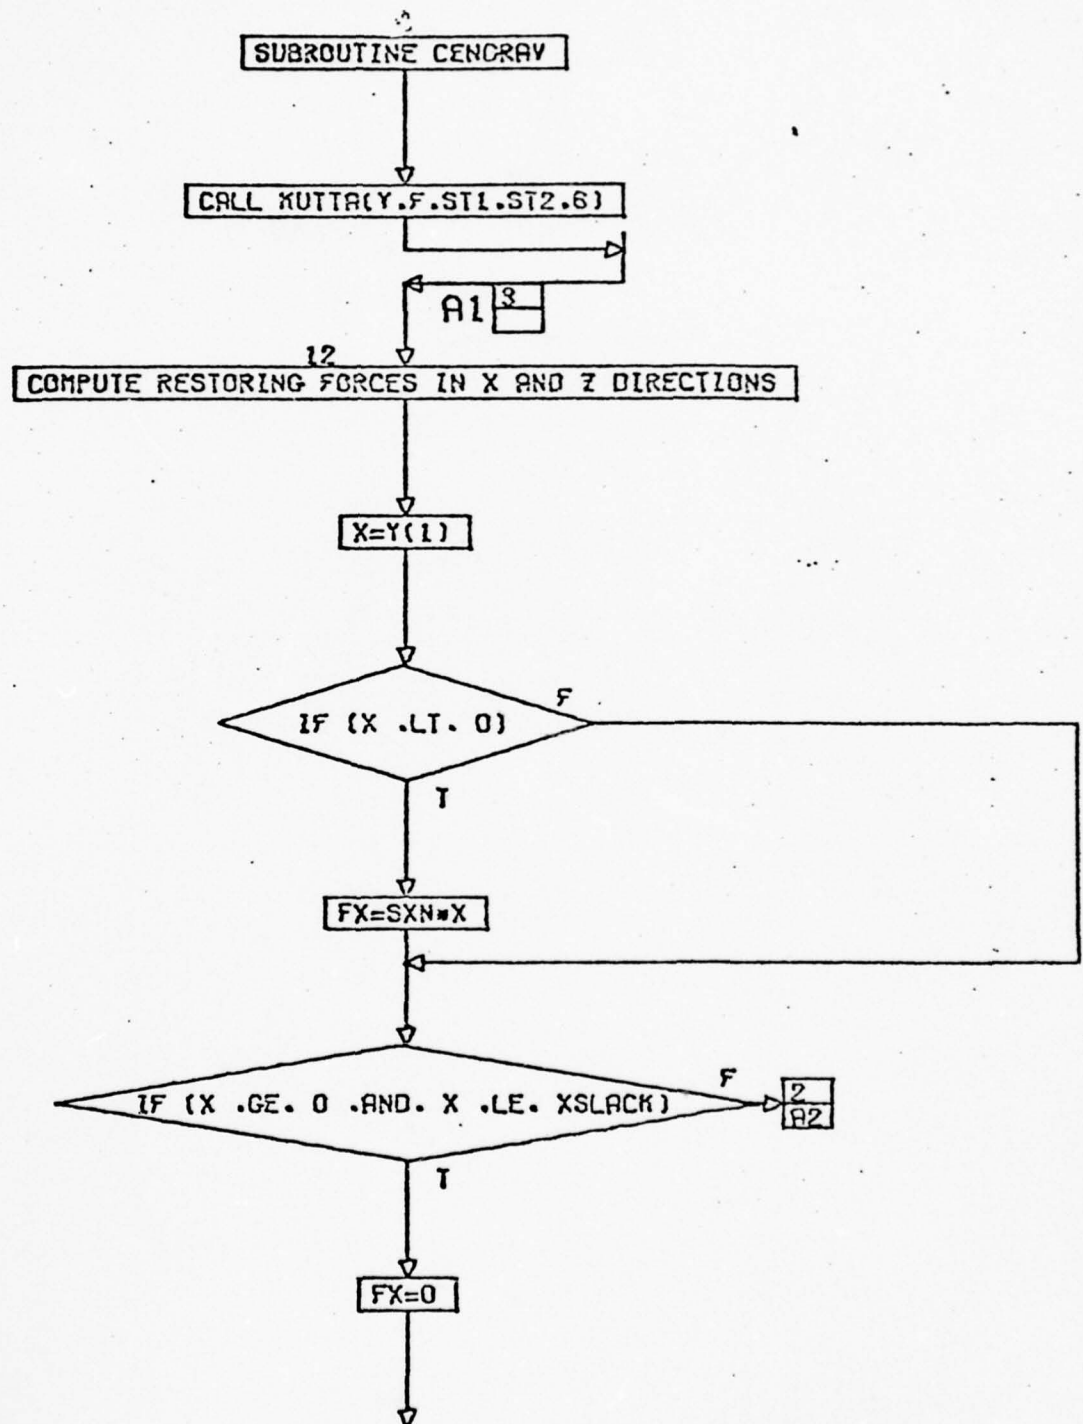 SUBROUTINE CENGRAV
CALL KUTTA(Y.F.ST1.ST2.6)
A1 3
12
COMPUTE RESTORING FORCES IN X AND Z DIRECTIONS
X=Y(1)
IF (X .LT. 0)
F
T
FX=SXN*X
IF (X .GE. 0 .AND. X .LE. XSLACK)
F
2
A2
T
FX=0